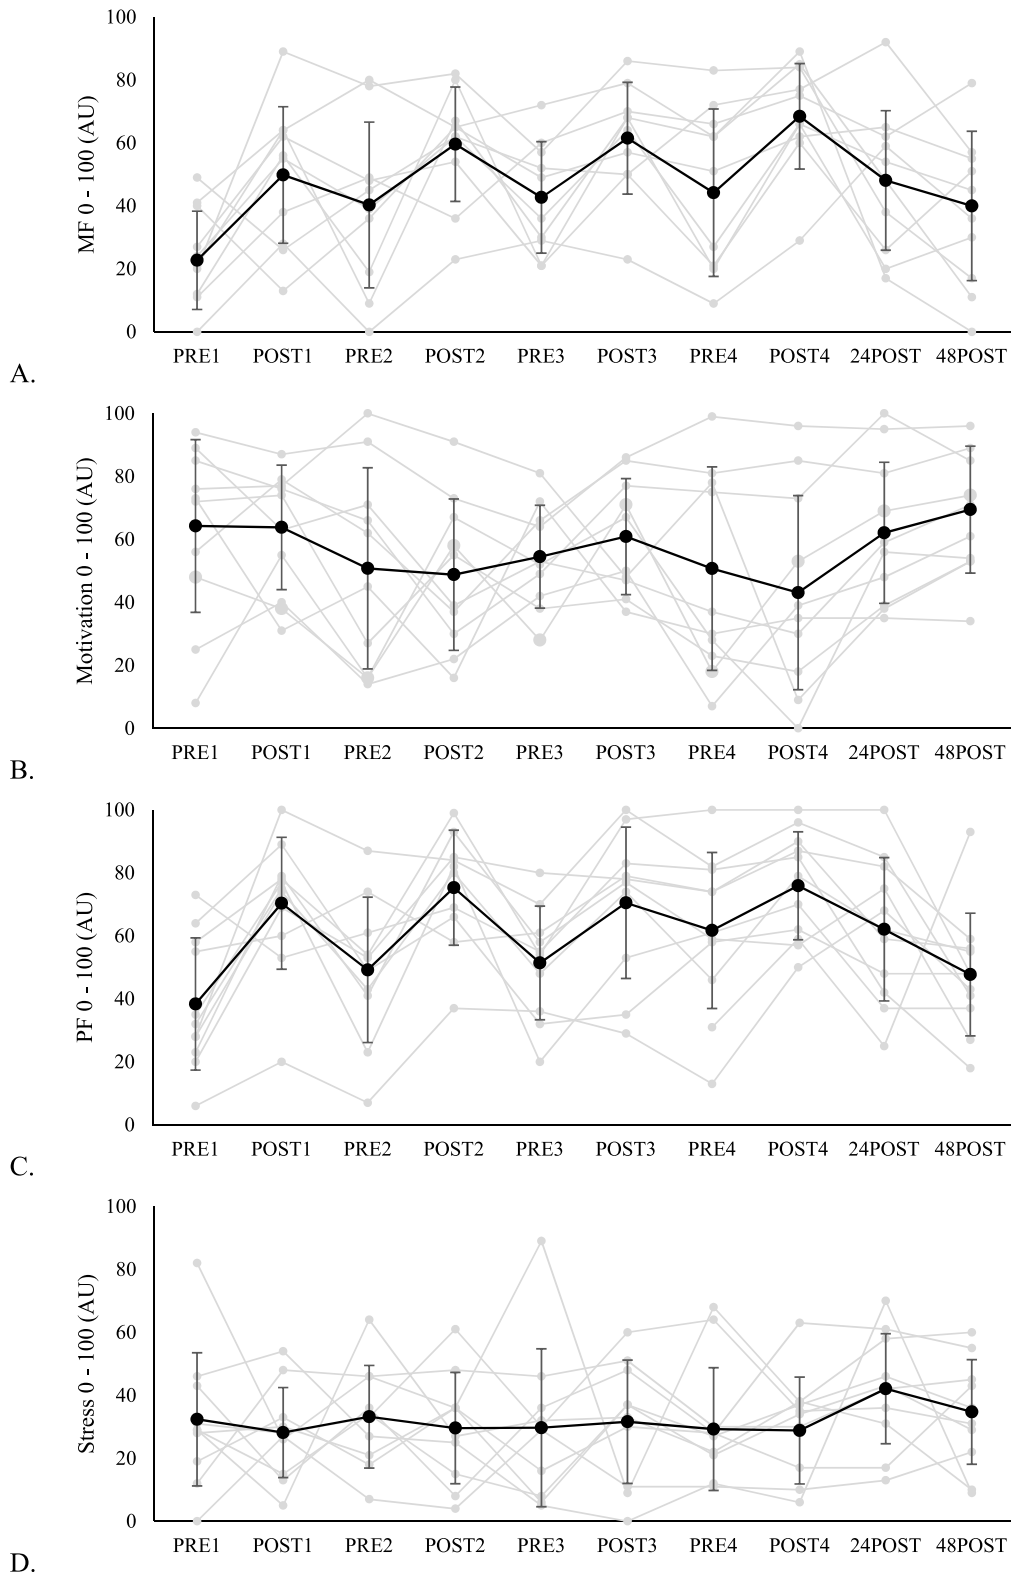 MF 0 - 100 (AU)
100
80
60
40
20
0
PRE1 POST1 PRE2 POST2 PRE3 POST3 PRE4 POST4 24POST 48POST
A.
Motivation 0 - 100 (AU)
100
80
60
40
20
0
PRE1 POST1 PRE2 POST2 PRE3 POST3 PRE4 POST4 24POST 48POST
B.
PF 0 - 100 (AU)
100
80
60
40
20
0
PRE1 POST1 PRE2 POST2 PRE3 POST3 PRE4 POST4 24POST 48POST
C.
Stress 0 - 100 (AU)
100
80
60
40
20
0
PRE1 POST1 PRE2 POST2 PRE3 POST3 PRE4 POST4 24POST 48POST
D.